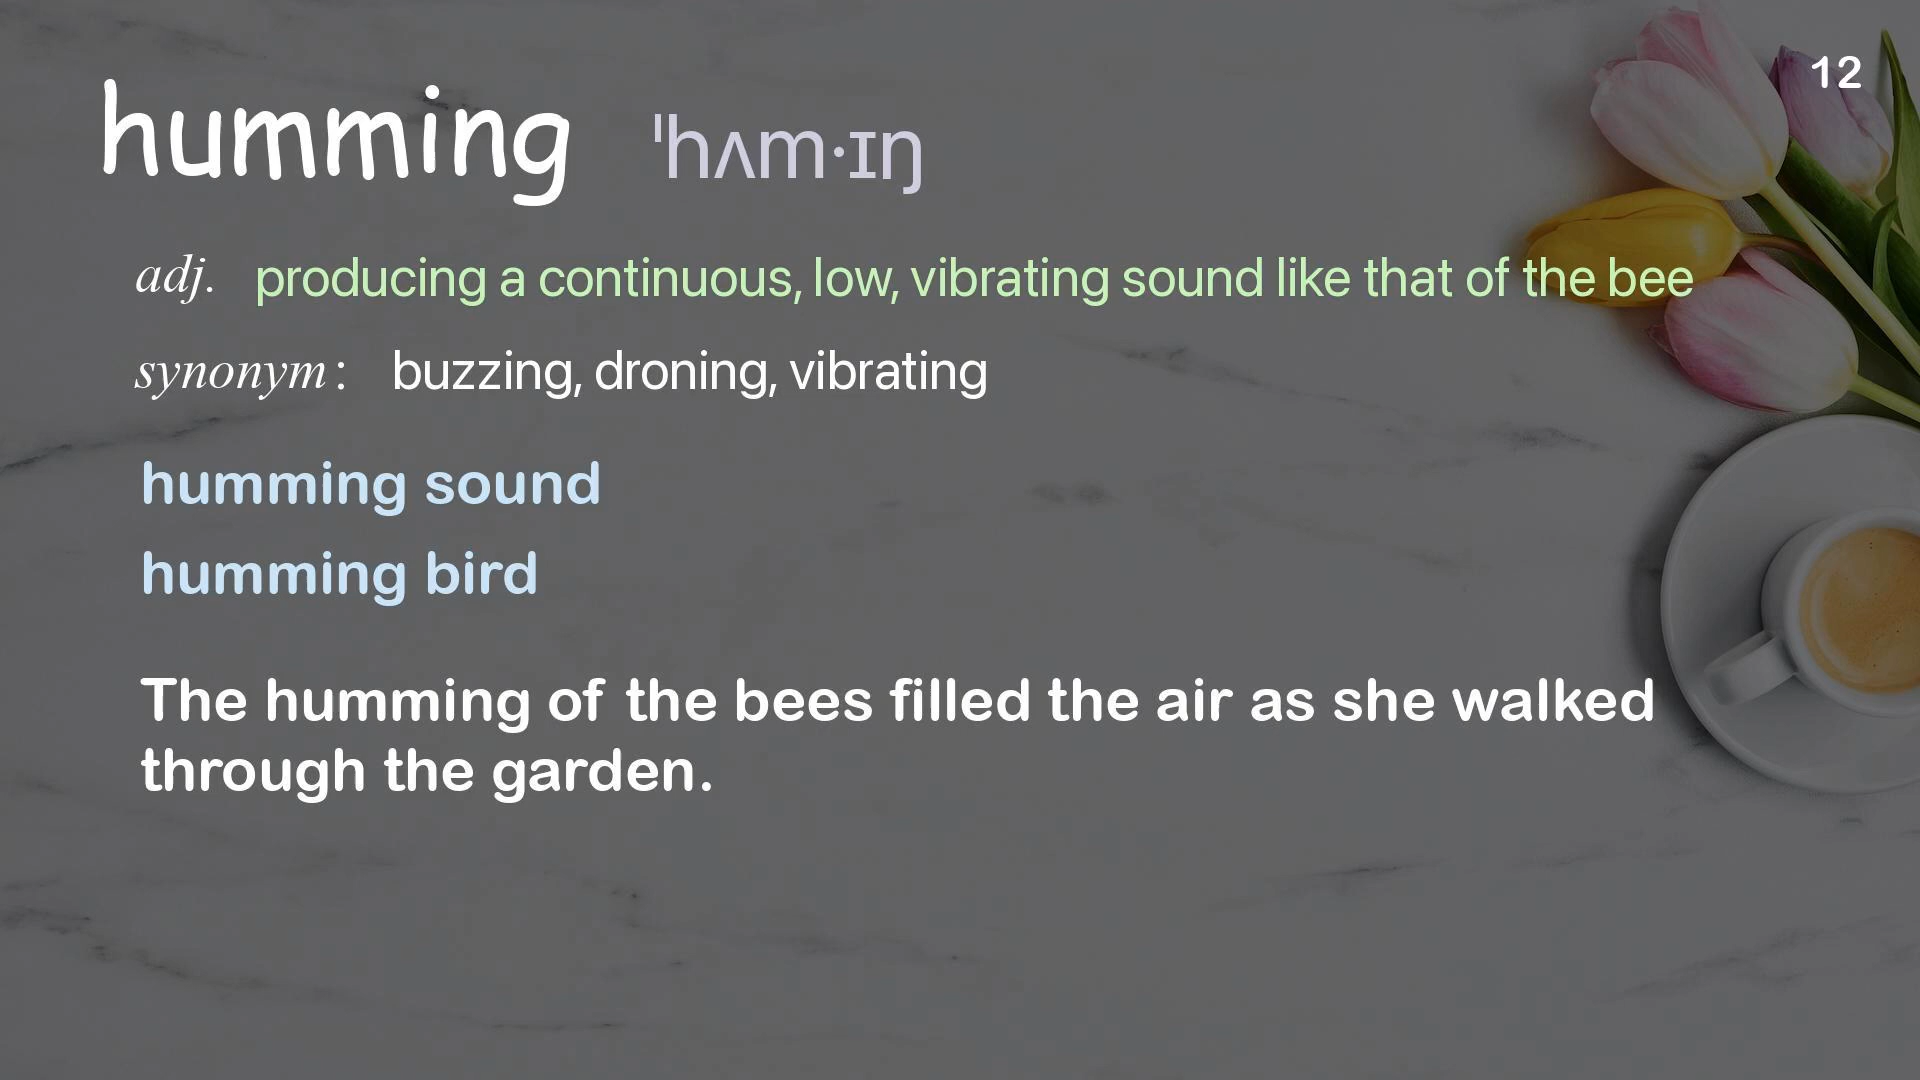 12
humming ˈhʌm·ɪŋ
adj. producing a continuous, low, vibrating sound like that of the bee
synonym: buzzing, droning, vibrating
humming sound
humming bird
The humming of the bees filled the air as she walked
through the garden.